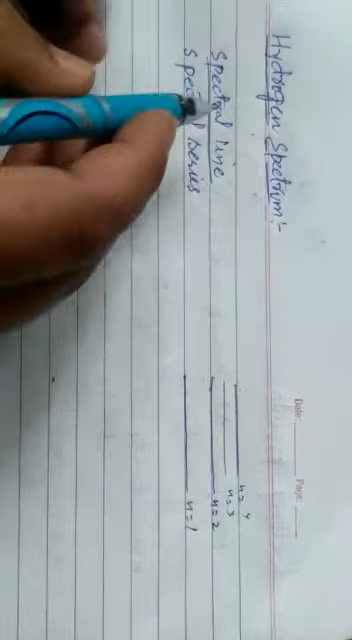 Date: Page:
Hydrogen Spectrum:-
n=4
Spectral line
n=3
n=2
Spectral series
n=1